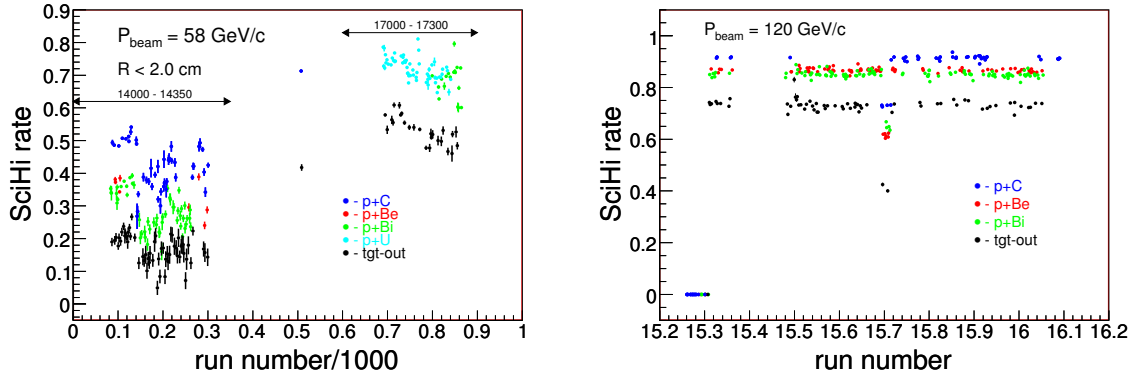 P_beam = 58 GeV/c
R < 2.0 cm
14000 - 14350
17000 - 17300
SciHi rate
0.9
0.8
0.7
0.6
0.5
0.4
0.3
0.2
0.1
0
- p+C
- p+Be
- p+Bi
- p+U
- tgt-out
0 0.1 0.2 0.3 0.4 0.5 0.6 0.7 0.8 0.9 1
run number/1000
P_beam = 120 GeV/c
SciHi rate
1
0.8
0.6
0.4
0.2
0
- p+C
- p+Be
- p+Bi
- tgt-out
15.2 15.3 15.4 15.5 15.6 15.7 15.8 15.9 16 16.1 16.2
run number